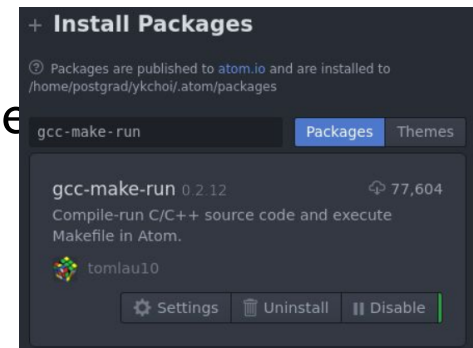 + Install Packages
? Packages are published to atom.io and are installed to
/home/postgrad/ykchoi/.atom/packages
e
gcc-make-run Packages Themes
gcc-make-run 0.2.12 77,604
Compile-run C/C++ source code and execute
Makefile in Atom.
tomlau10
Settings Uninstall Disable